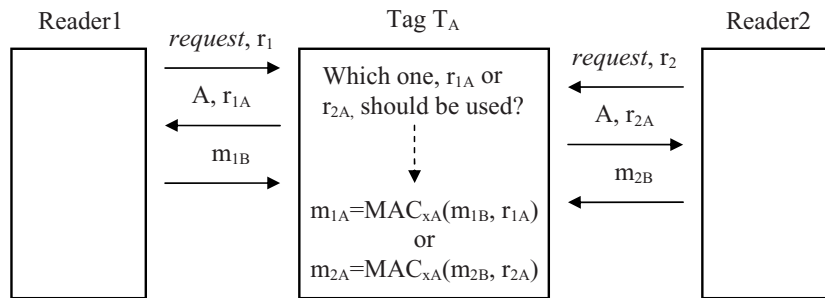 Reader1
Tag T_A
Reader2
request, r_1
A, r_1A
m_1B
Which one, r_1A or
r_2A, should be used?
m_1A=MAC_xA(m_1B, r_1A)
or
m_2A=MAC_xA(m_2B, r_2A)
request, r_2
A, r_2A
m_2B